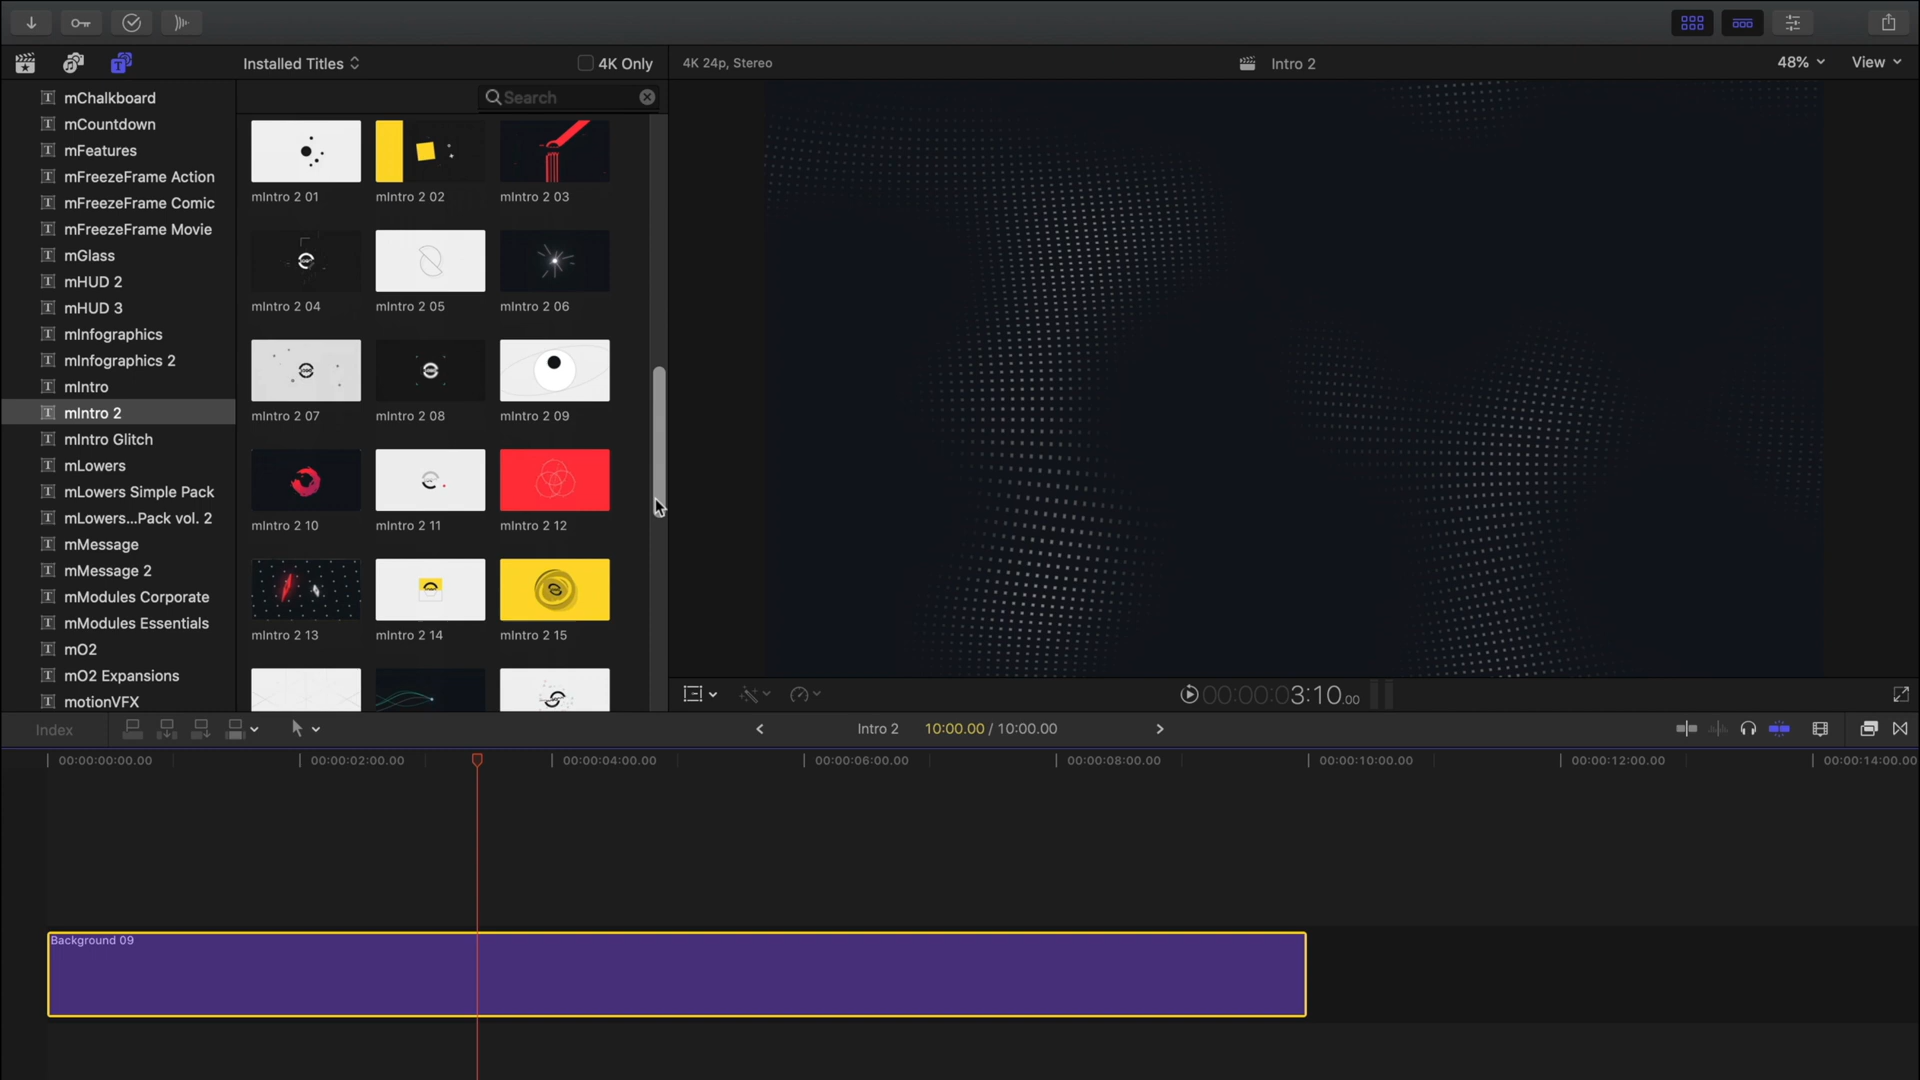 Installed Titles
4K Only
4K 24p, Stereo
Intro 2
48%
View
Search
mChalkboard
mCountdown
mFeatures
mFreezeFrame Action
mFreezeFrame Comic
mFreezeFrame Movie
mGlass
mHUD 2
mHUD 3
mInfographics
mInfographics 2
mIntro
mIntro 2
mIntro Glitch
mLowers
mLowers Simple Pack
mLowers...Pack vol. 2
mMessage
mMessage 2
mModules Corporate
mModules Essentials
mO2
mO2 Expansions
motionVFX
mIntro 2 01
mIntro 2 02
mIntro 2 03
mIntro 2 04
mIntro 2 05
mIntro 2 06
mIntro 2 07
mIntro 2 08
mIntro 2 09
mIntro 2 10
mIntro 2 11
mIntro 2 12
mIntro 2 13
mIntro 2 14
mIntro 2 15
00:00:03:10.00
Index
Intro 2
10:00.00 / 10:00.00
00:00:00:00.00
00:00:02:00.00
00:00:04:00.00
00:00:06:00.00
00:00:08:00.00
00:00:10:00.00
00:00:12:00.00
00:00:14:00.00
Background 09